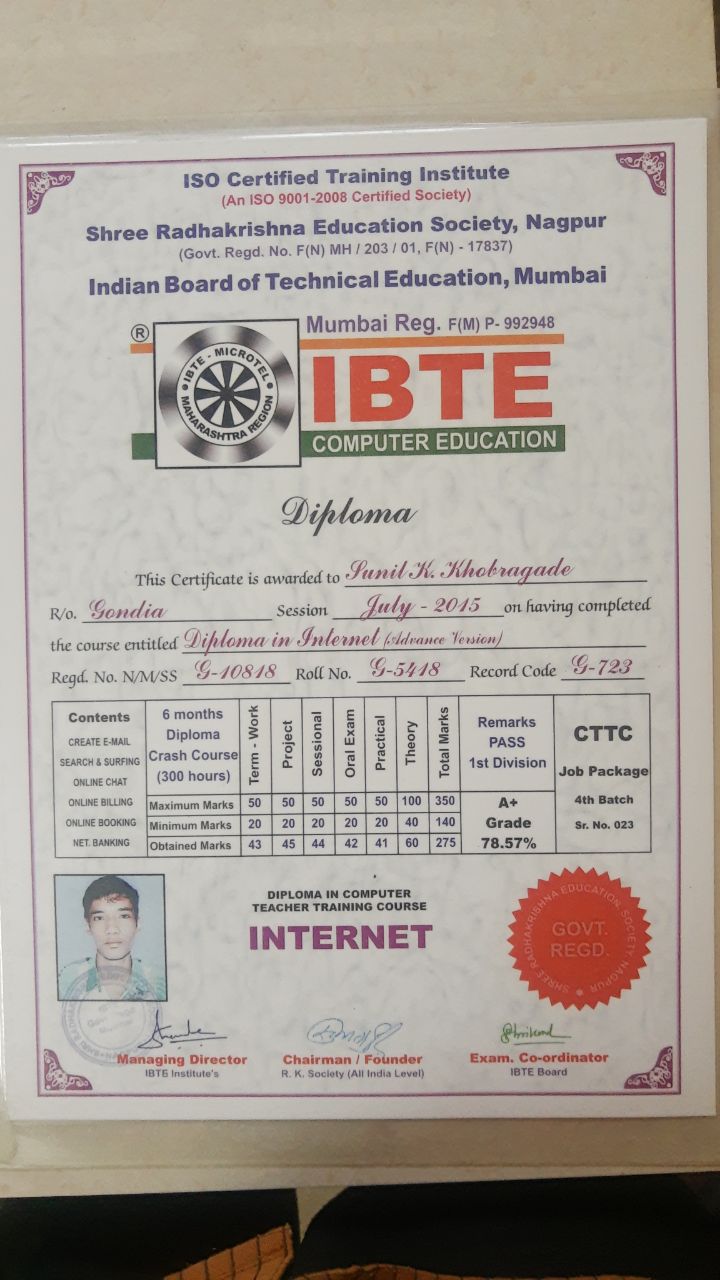 ISO Certified Training Institute
(An ISO 9001-2008 Certified Society)
Shree Radhakrishna Education Society, Nagpur
(Govt. Regd. No. F(N) MH / 203 / 01, F(N) - 17837)
Indian Board of Technical Education, Mumbai
Mumbai Reg. F(M) P- 992948
®
IBTE - MICROTEL
MAHARASHTRA REGION
IBTE
COMPUTER EDUCATION
Diploma
This Certificate is awarded to Sunil K. Khobragade
R/o. Gondia Session July - 2015 on having completed
the course entitled Diploma in Internet (Advance Version)
Regd. No. N/M/SS G-10818 Roll No. G-5418 Record Code G-723
Contents
CREATE E-MAIL
SEARCH & SURFING
ONLINE CHAT
ONLINE BILLING
ONLINE BOOKING
NET. BANKING
6 months
Diploma
Crash Course
(300 hours)
Term - Work
Project
Sessional
Oral Exam
Practical
Theory
Total Marks
Maximum Marks 50 50 50 50 50 100 350
Minimum Marks 20 20 20 20 20 40 140
Obtained Marks 43 45 44 42 41 60 275
Remarks
PASS
1st Division
A+
Grade
78.57%
CTTC
Job Package
4th Batch
Sr. No. 023
DIPLOMA IN COMPUTER
TEACHER TRAINING COURSE
INTERNET
SHREE RADHAKRISHNA EDUCATION SOCIETY NAGPUR
GOVT.
REGD.
Managing Director
IBTE Institute's
Chairman / Founder
R. K. Society (All India Level)
Exam. Co-ordinator
IBTE Board